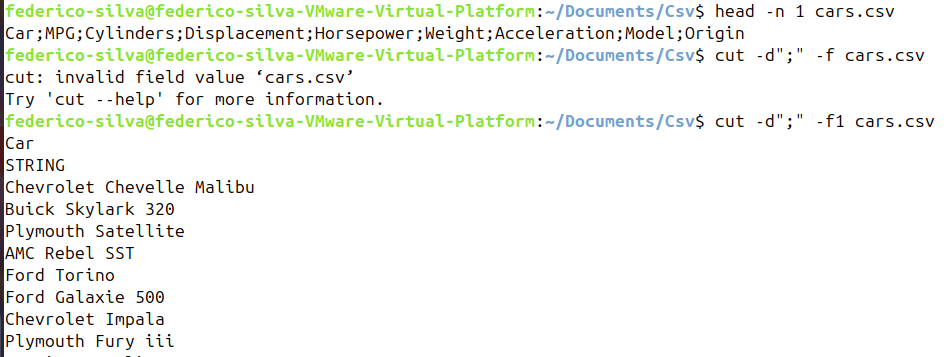 federico-silva@federico-silva-VMware-Virtual-Platform:~/Documents/Csv$ head -n 1 cars.csv
Car;MPG;Cylinders;Displacement;Horsepower;Weight;Acceleration;Model;Origin
federico-silva@federico-silva-VMware-Virtual-Platform:~/Documents/Csv$ cut -d";" -f cars.csv
cut: invalid field value ‘cars.csv’
Try 'cut --help' for more information.
federico-silva@federico-silva-VMware-Virtual-Platform:~/Documents/Csv$ cut -d";" -f1 cars.csv
Car
STRING
Chevrolet Chevelle Malibu
Buick Skylark 320
Plymouth Satellite
AMC Rebel SST
Ford Torino
Ford Galaxie 500
Chevrolet Impala
Plymouth Fury iii